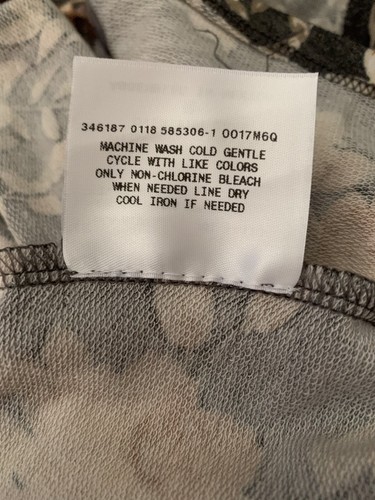 346187 0118 585306-1 0017M6Q
MACHINE WASH COLD GENTLE
CYCLE WITH LIKE COLORS
ONLY NON-CHLORINE BLEACH
WHEN NEEDED LINE DRY
COOL IRON IF NEEDED